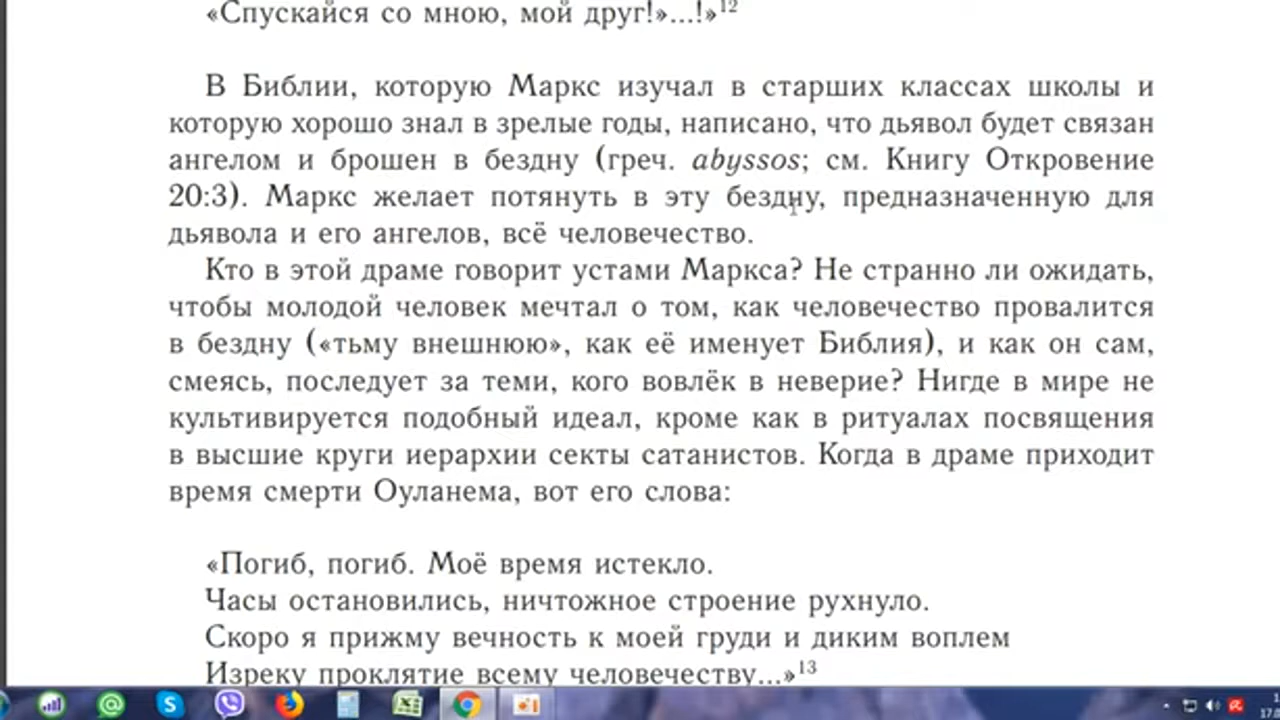 «Спускайся со мною, мой друг!»...!»12
В Библии, которую Маркс изучал в старших классах школы и
которую хорошо знал в зрелые годы, написано, что дьявол будет связан
ангелом и брошен в бездну (греч. abyssos; см. Книгу Откровение
20:3). Маркс желает потянуть в эту бездну, предназначенную для
дьявола и его ангелов, всё человечество.
Кто в этой драме говорит устами Маркса? Не странно ли ожидать,
чтобы молодой человек мечтал о том, как человечество провалится
в бездну («тьму внешнюю», как её именует Библия), и как он сам,
смеясь, последует за теми, кого вовлёк в неверие? Нигде в мире не
культивируется подобный идеал, кроме как в ритуалах посвящения
в высшие круги иерархии секты сатанистов. Когда в драме приходит
время смерти Оуланема, вот его слова:
«Погиб, погиб. Моё время истекло.
Часы остановились, ничтожное строение рухнуло.
Скоро я прижму вечность к моей груди и диким воплем
Изреку проклятие всему человечеству...»13